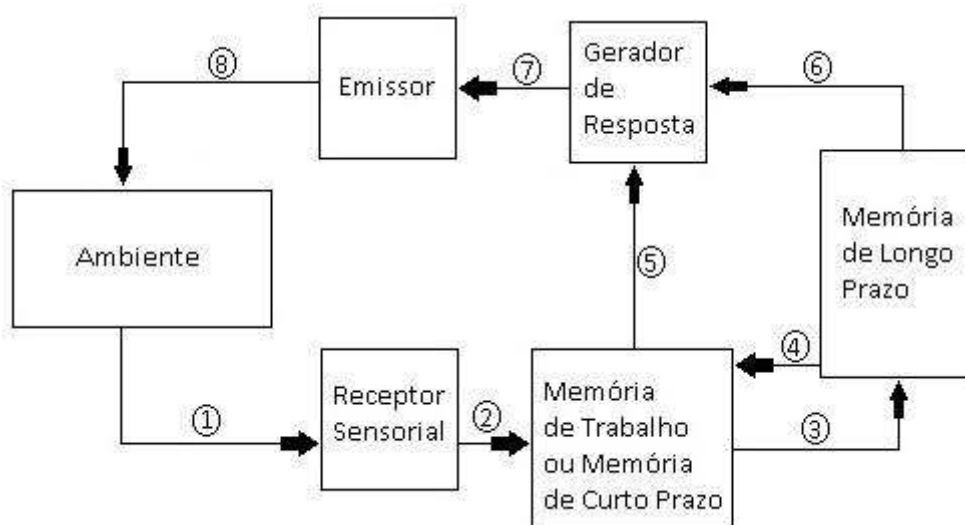 ⑧
Emissor
⑦
Gerador
de
Resposta
⑥
Ambiente
Memória
de Longo
Prazo
⑤
④
①
Receptor
Sensorial
②
Memória
de Trabalho
ou Memória
de Curto Prazo
③